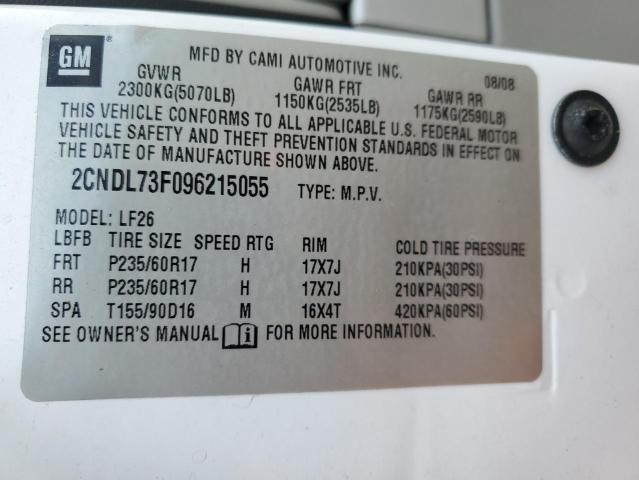 GM
MFD BY CAMI AUTOMOTIVE INC. 08/08
GVWR GAWR FRT GAWR RR
2300KG(5070LB) 1150KG(2535LB) 1175KG(2590LB)
THIS VEHICLE CONFORMS TO ALL APPLICABLE U.S. FEDERAL MOTOR
VEHICLE SAFETY AND THEFT PREVENTION STANDARDS IN EFFECT ON
THE DATE OF MANUFACTURE SHOWN ABOVE.
2CNDL73F096215055 TYPE: M.P.V.
MODEL: LF26
LBFB TIRE SIZE SPEED RTG RIM COLD TIRE PRESSURE
FRT P235/60R17 H 17X7J 210KPA(30PSI)
RR P235/60R17 H 17X7J 210KPA(30PSI)
SPA T155/90D16 M 16X4T 420KPA(60PSI)
SEE OWNER'S MANUAL i FOR MORE INFORMATION.